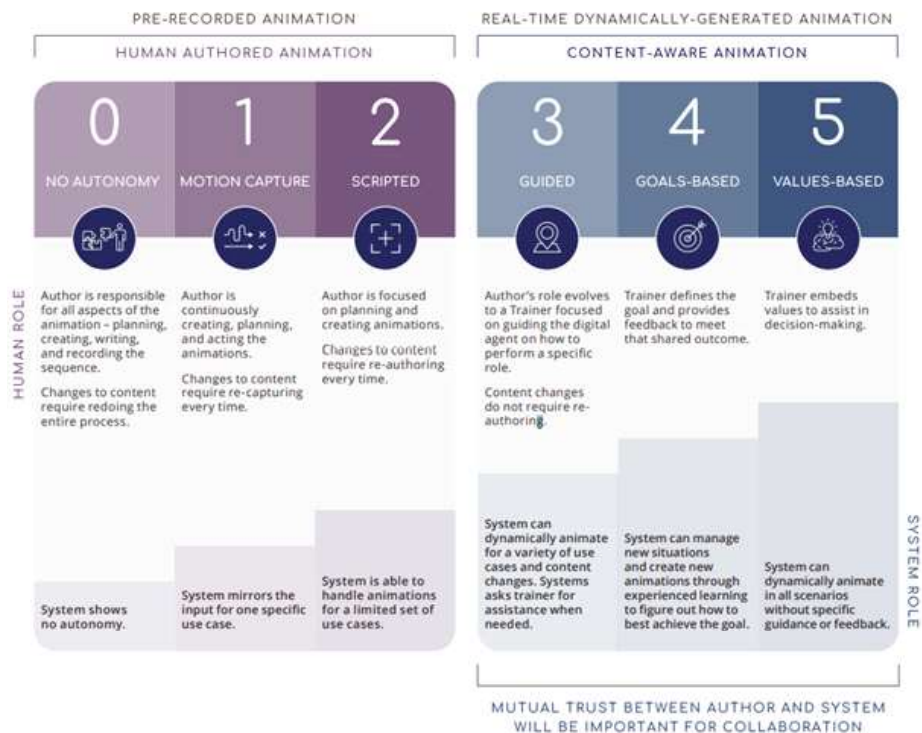 PRE-RECORDED ANIMATION
HUMAN AUTHORED ANIMATION
REAL-TIME DYNAMICALLY-GENERATED ANIMATION
CONTENT-AWARE ANIMATION
0
NO AUTONOMY
1
MOTION CAPTURE
2
SCRIPTED
3
GUIDED
4
GOALS-BASED
5
VALUES-BASED
HUMAN ROLE
Author is responsible
for all aspects of the
animation – planning,
creating, writing,
and recording the
sequence.
Changes to content
require redoing the
entire process.
Author is
continuously
creating, planning,
and acting the
animations.
Changes to content
require re-capturing
every time.
Author is focused
on planning and
creating animations.
Changes to content
require re-authoring
every time.
Author's role evolves
to a Trainer focused
on guiding the digital
agent on how to
perform a specific
role.
Content changes
do not require re-
authoring.
Trainer defines the
goal and provides
feedback to meet
that shared outcome.
Trainer embeds
values to assist in
decision-making.
SYSTEM ROLE
System shows
no autonomy.
System mirrors the
input for one specific
use case.
System is able to
handle animations
for a limited set of
use cases.
System can
dynamically animate
for a variety of use
cases and content
changes. Systems
asks trainer for
assistance when
needed.
System can manage
new situations
and create new
animations through
experienced learning
to figure out how to
best achieve the goal.
System can
dynamically animate
in all scenarios
without specific
guidance or feedback.
MUTUAL TRUST BETWEEN AUTHOR AND SYSTEM
WILL BE IMPORTANT FOR COLLABORATION